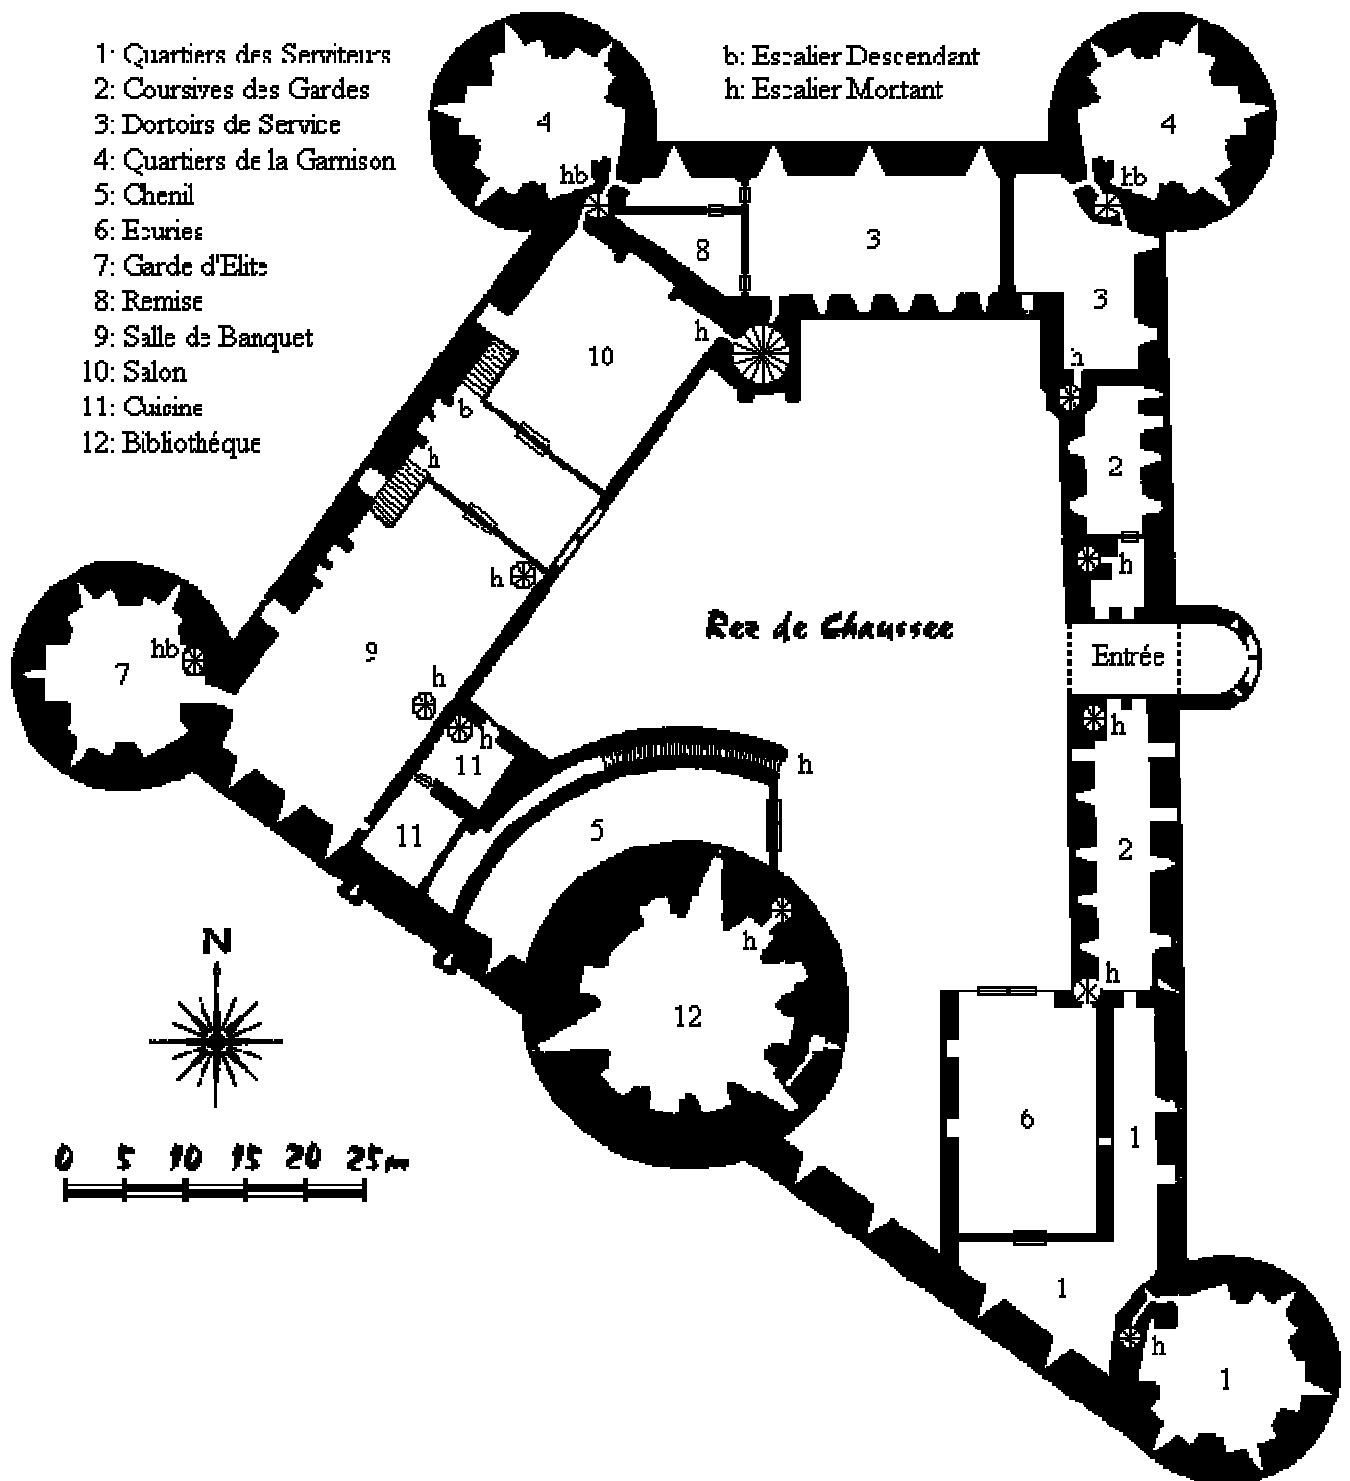 1: Quartiers des Serviteurs
2: Coursives des Gardes
3: Dortoirs de Service
4: Quartiers de la Garnison
5: Chenil
6: Ecuries
7: Garde d'Elite
8: Remise
9: Salle de Banquet
10: Salon
11: Cuisine
12: Bibliothéque
b: Escalier Descendant
h: Escalier Montant
4
4
hb
hb
8
3
3
h
10
h
b
2
h
h
h
Rez de Chaussee
Entrée
hb
7
9
h
h
h
11
h
11
5
2
h
N
h
12
6
1
0 5 10 15 20 25m
1
h
1